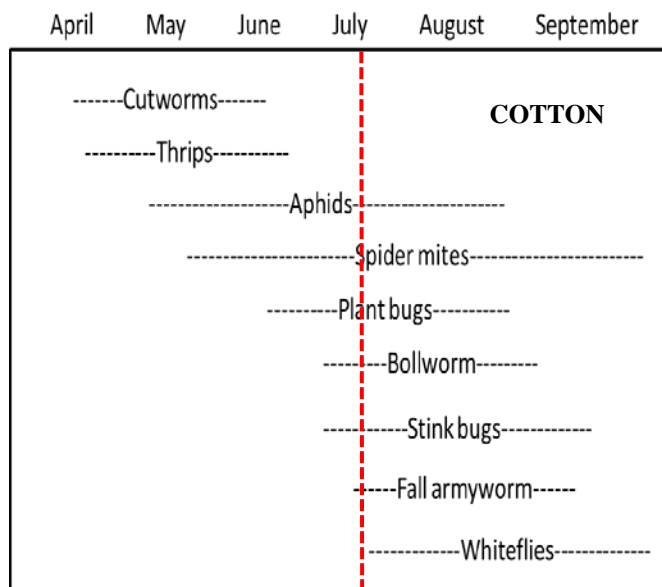 April May June July August September
-------Cutworms-------
COTTON
----------Thrips-----------
--------------------Aphids----------------------
------------------------Spider mites-------------------------
----------Plant bugs-----------
---------Bollworm---------
------------Stink bugs-------------
------Fall armyworm------
-------------Whiteflies--------------